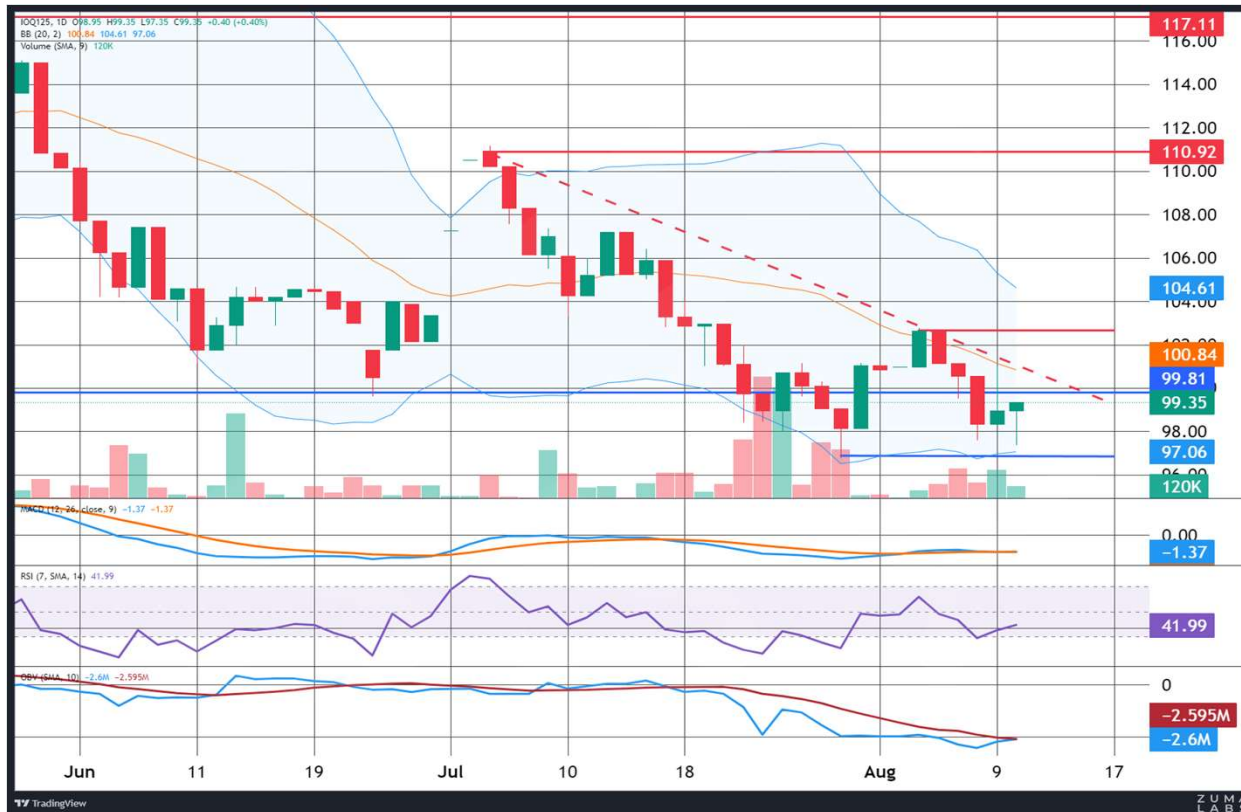 IOQ125, 1D O98.95 H99.35 L97.35 C99.35 +0.40 (+0.40%)
BB (20, 2) 100.84 104.61 97.06
Volume (SMA, 9) 120K
117.11
116.00
114.00
112.00
110.92
110.00
108.00
106.00
104.61
104.00
100.84
99.81
99.35
98.00
97.06
96.00
120K
MACD (12, 26, close, 9) −1.37 −1.37
0.00
−1.37
RSI (7, SMA, 14) 41.99
41.99
OBV (SMA, 10) −2.6M −2.595M
0
−2.595M
−2.6M
Jun 11 19 Jul 10 18 Aug 9 17
TradingView